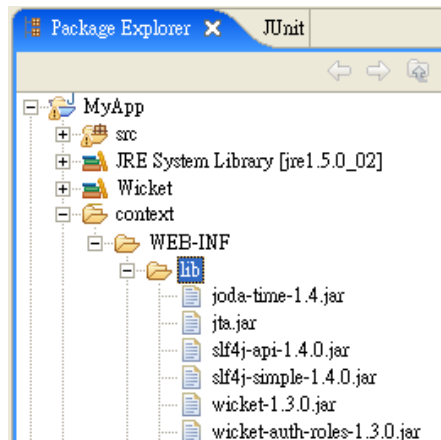 Package Explorer JUnit
MyApp
src
JRE System Library [jre1.5.0_02]
Wicket
context
WEB-INF
lib
joda-time-1.4.jar
jta.jar
slf4j-api-1.4.0.jar
slf4j-simple-1.4.0.jar
wicket-1.3.0.jar
wicket-auth-roles-1.3.0.jar